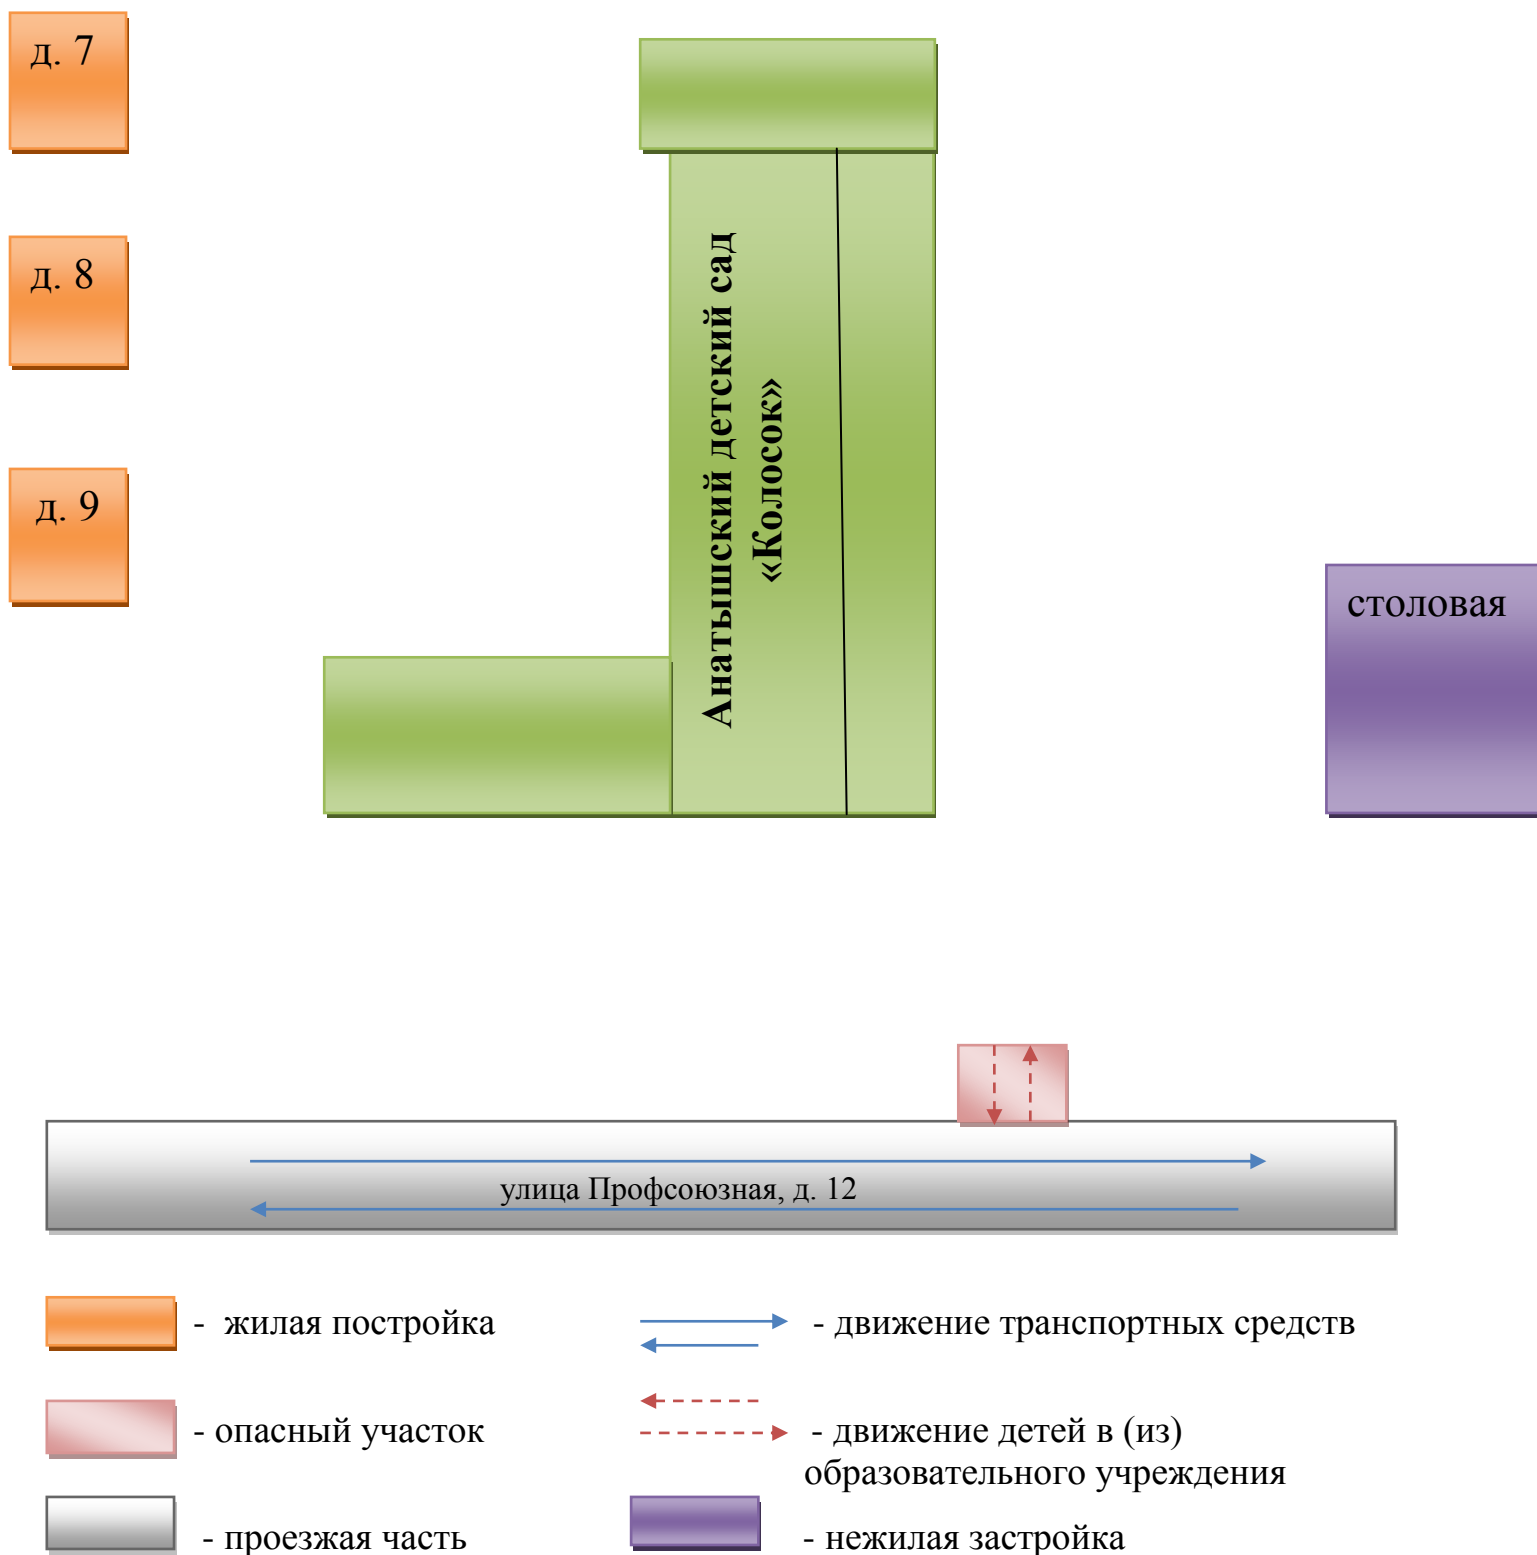 д. 7
д. 8
д. 9
Анатышский детский сад
«Колосок»
столовая
улица Профсоюзная, д. 12
- жилая постройка
- движение транспортных средств
- опасный участок
- движение детей в (из)
образовательного учреждения
- проезжая часть
- нежилая застройка